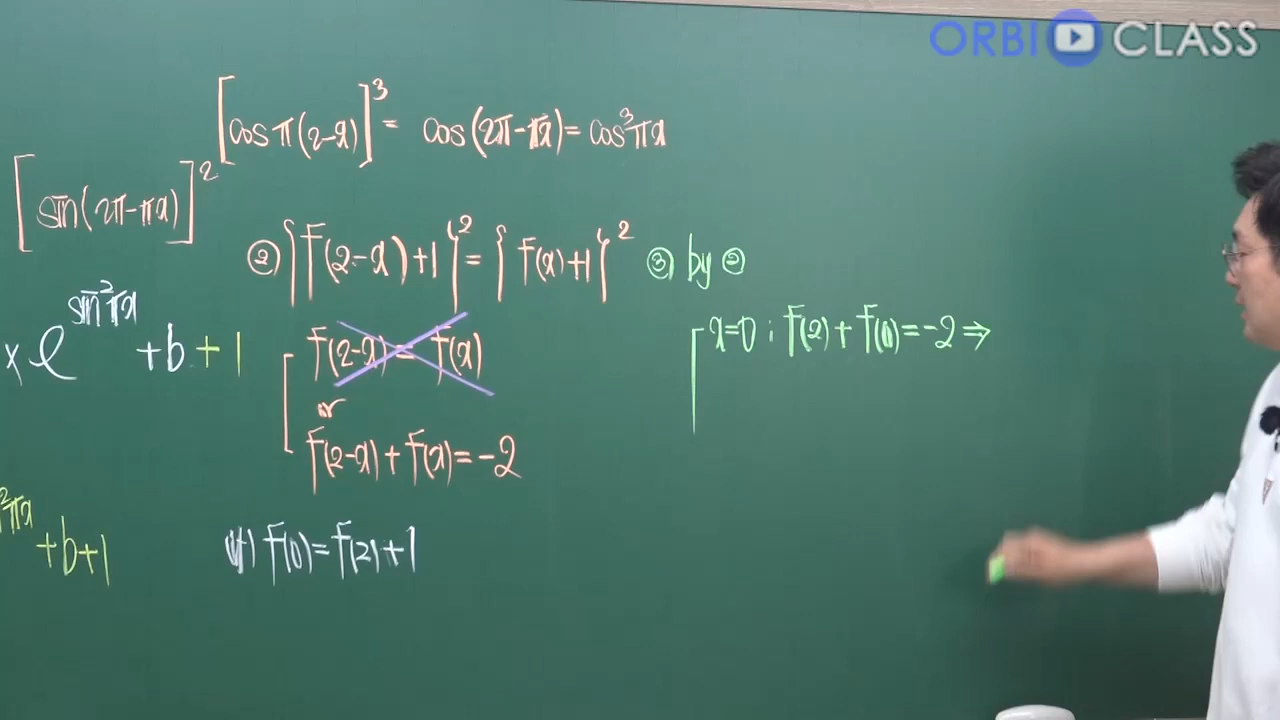 ORBI CLASS
[cos π(2-x)]³ = cos(2π-πx) = cos³πx
[sin(2π-πx)]²
② {f(2-x)+1}² = {f(x)+1}²
③ by ②
x e^sin²πx +b+1
f(2-x) = f(x)
or
f(2-x)+f(x)=-2
x=0 ; f(2)+f(0)=-2 ⇒
²πx +b+1
f(0)=f(2)+1